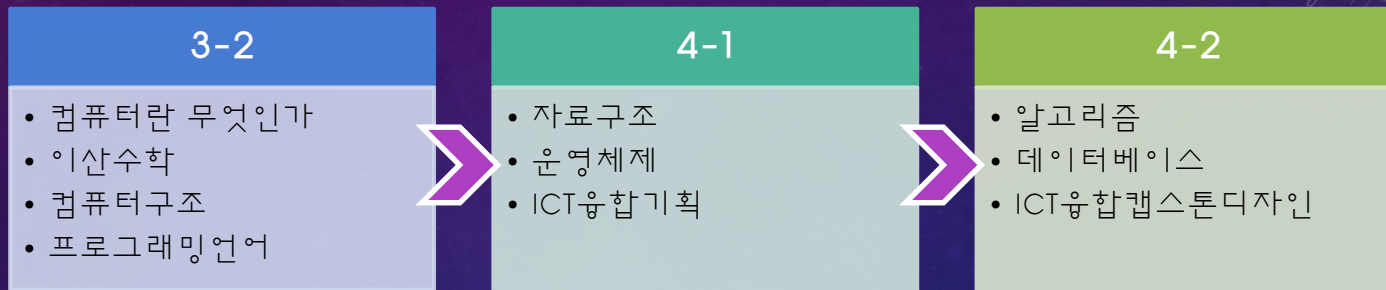 3-2
• 컴퓨터란 무엇인가
• 이산수학
• 컴퓨터구조
• 프로그래밍언어
4-1
• 자료구조
• 운영체제
• ICT융합기획
4-2
• 알고리즘
• 데이터베이스
• ICT융합캡스톤디자인